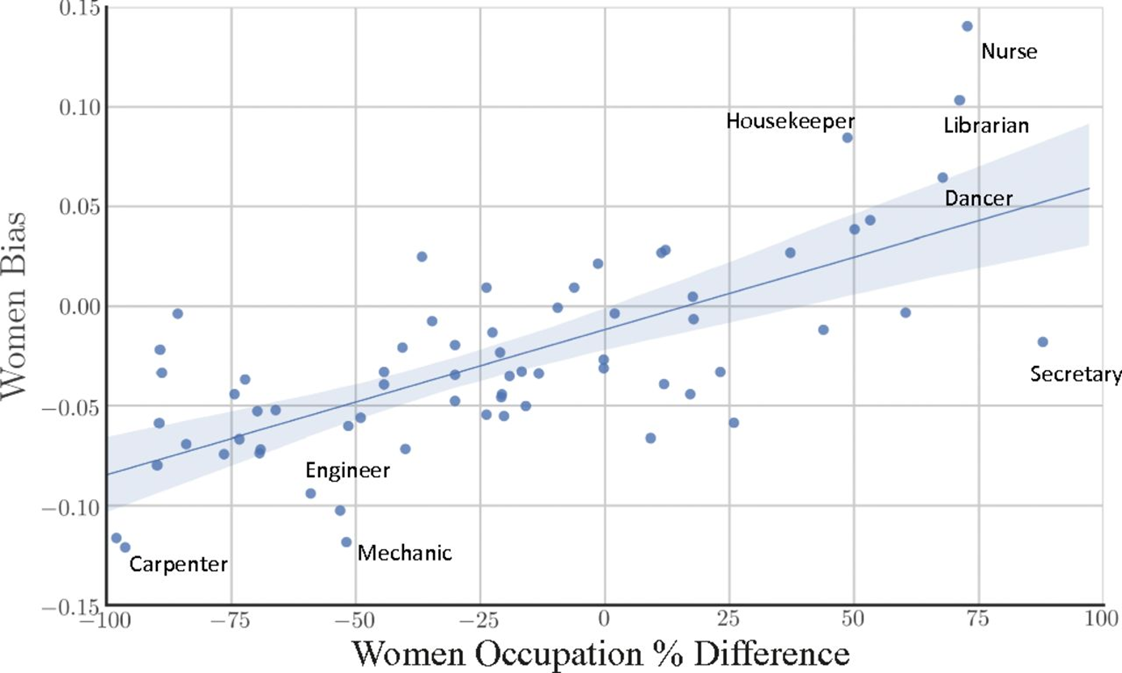 0.15
Nurse
0.10
Housekeeper
Librarian
0.05
Dancer
Women Bias
0.00
Secretary
−0.05
Engineer
−0.10
Mechanic
Carpenter
−0.15
−100 −75 −50 −25 0 25 50 75 100
Women Occupation % Difference